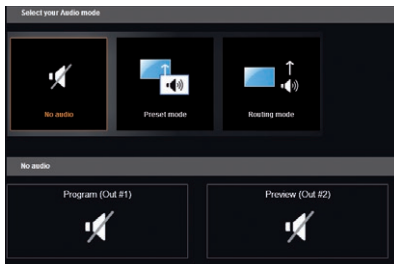 Select your Audio mode
No audio
Preset mode
Routing mode
No audio
Program (Out #1)
Preview (Out #2)